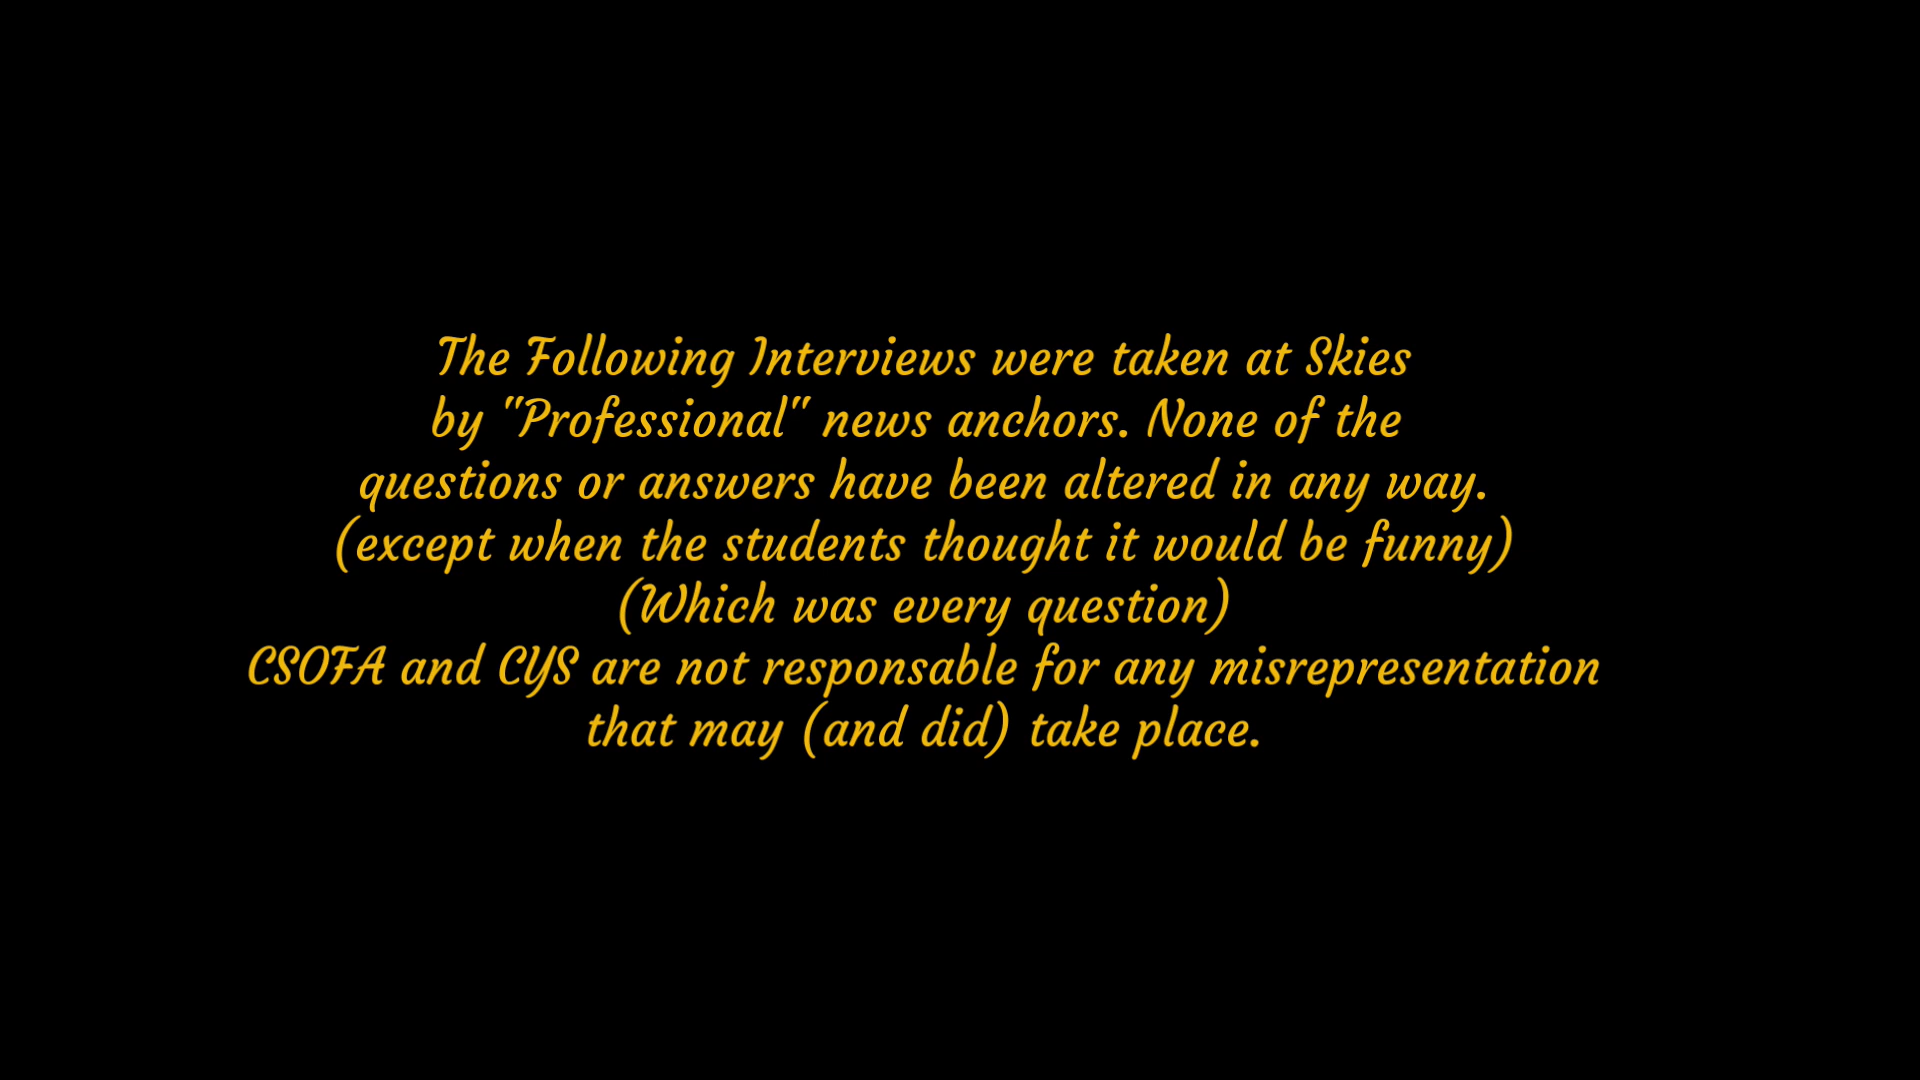 The Following Interviews were taken at Skies
by "Professional" news anchors. None of the
questions or answers have been altered in any way.
(except when the students thought it would be funny)
(Which was every question)
CSOFA and CYS are not responsable for any misrepresentation
that may (and did) take place.